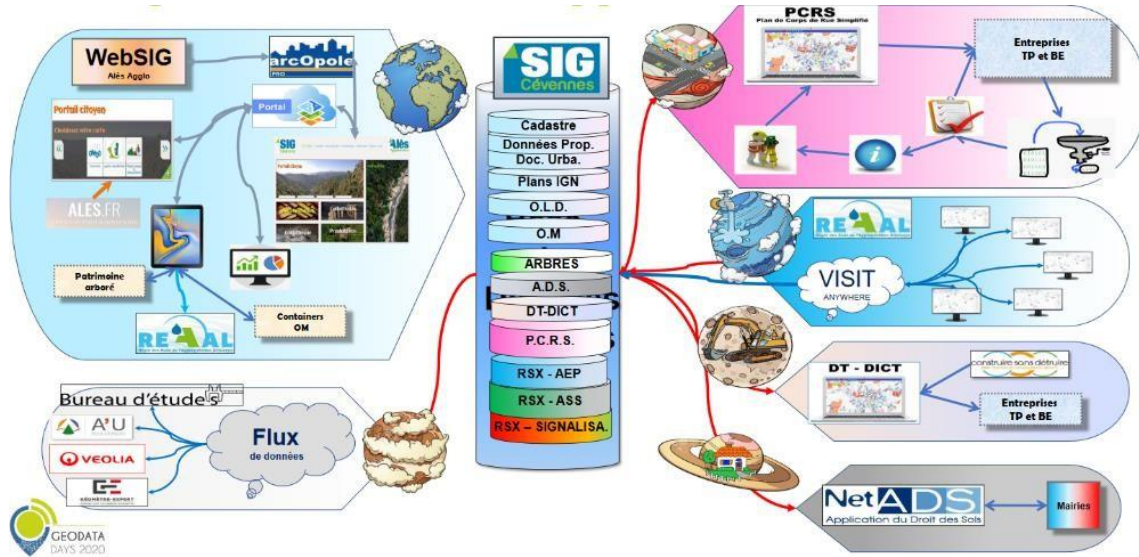 WebSIG
Alès Agglo
arcOpole
PRO
Portail
Portail citoyen
SIG
Alès
ALES.FR
Patrimoine
arboré
Containers
OM
REAAL
Bureau d'études
A'U
VEOLIA
GE
GÉOMÈTRE-EXPERT
Flux
de données
GEODATA
DAYS 2020
SIG
Cévennes
Cadastre
Données Prop.
Doc. Urba.
Plans IGN
O.L.D.
O.M
ARBRES
A.D.S.
DT-DICT
P.C.R.S.
RSX - AEP
RSX - ASS
RSX – SIGNALISA.
PCRS
Plan de Corps de Rue Simplifié
Entreprises
TP et BE
REAAL
VISIT
ANYWHERE
DT - DICT
construire sans détruire
Entreprises
TP et BE
NetADS
Application du Droit des Sols
Mairies